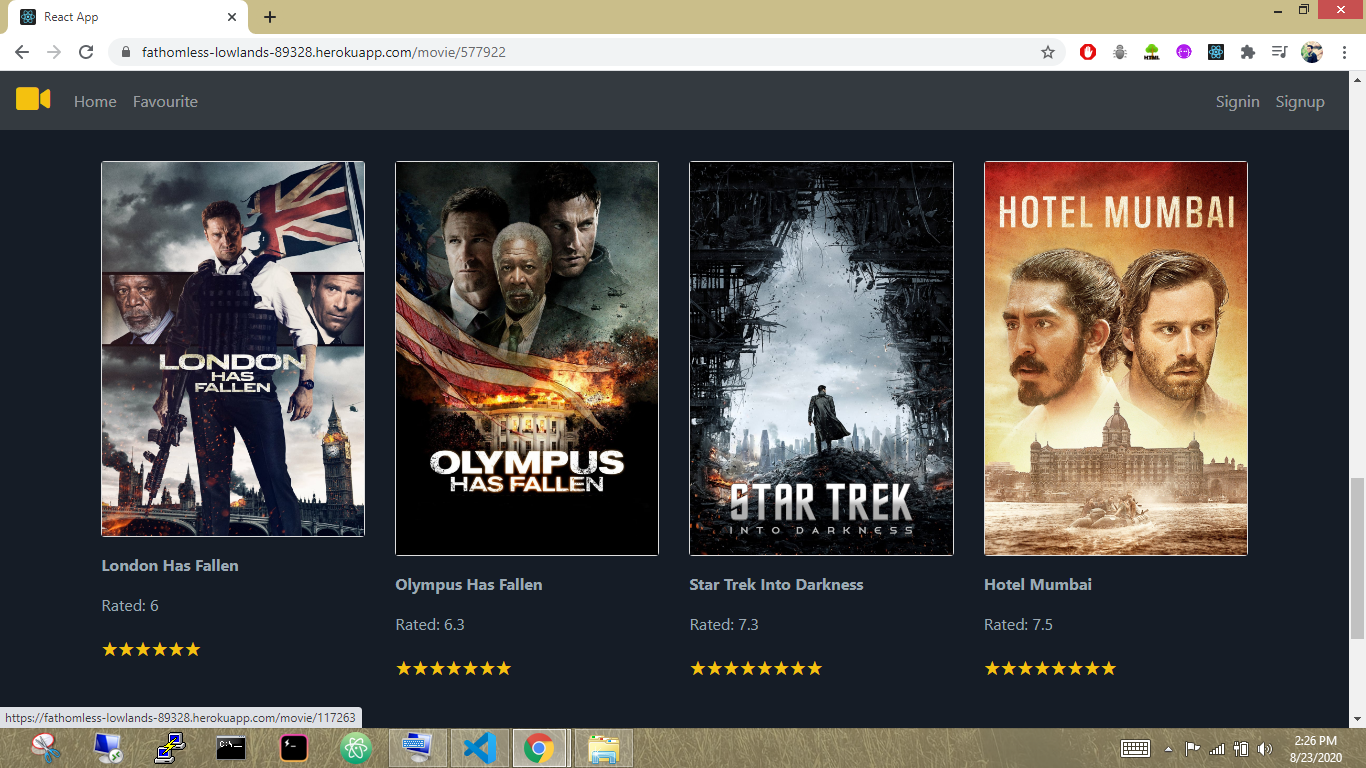 React App
fathomless-lowlands-89328.herokuapp.com/movie/577922
HTML
Home Favourite Signin Signup
LONDON
HAS
FALLEN
OLYMPUS
HAS FALLEN
STAR TREK
INTO DARKNESS
HOTEL MUMBAI
London Has Fallen
Rated: 6
Olympus Has Fallen
Rated: 6.3
Star Trek Into Darkness
Rated: 7.3
Hotel Mumbai
Rated: 7.5
https://fathomless-lowlands-89328.herokuapp.com/movie/117263
C:\.
2:26 PM
8/23/2020